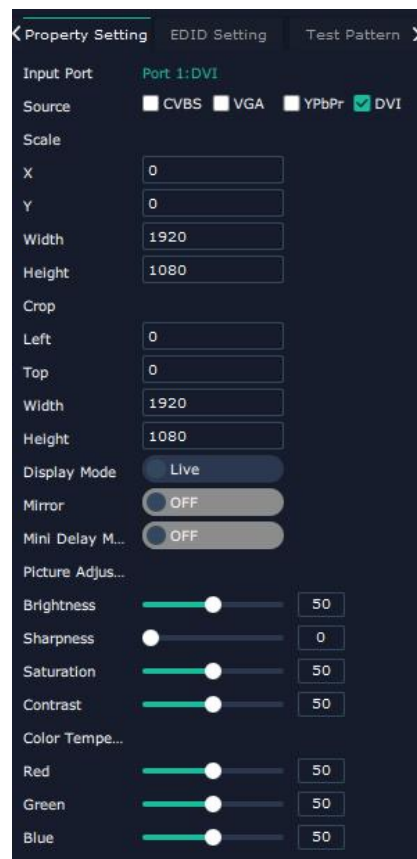 Property Setting EDID Setting Test Pattern
Input Port Port 1:DVI
Source CVBS VGA YPbPr DVI
Scale
X 0
Y 0
Width 1920
Height 1080
Crop
Left 0
Top 0
Width 1920
Height 1080
Display Mode Live
Mirror OFF
Mini Delay M... OFF
Picture Adjus...
Brightness 50
Sharpness 0
Saturation 50
Contrast 50
Color Tempe...
Red 50
Green 50
Blue 50